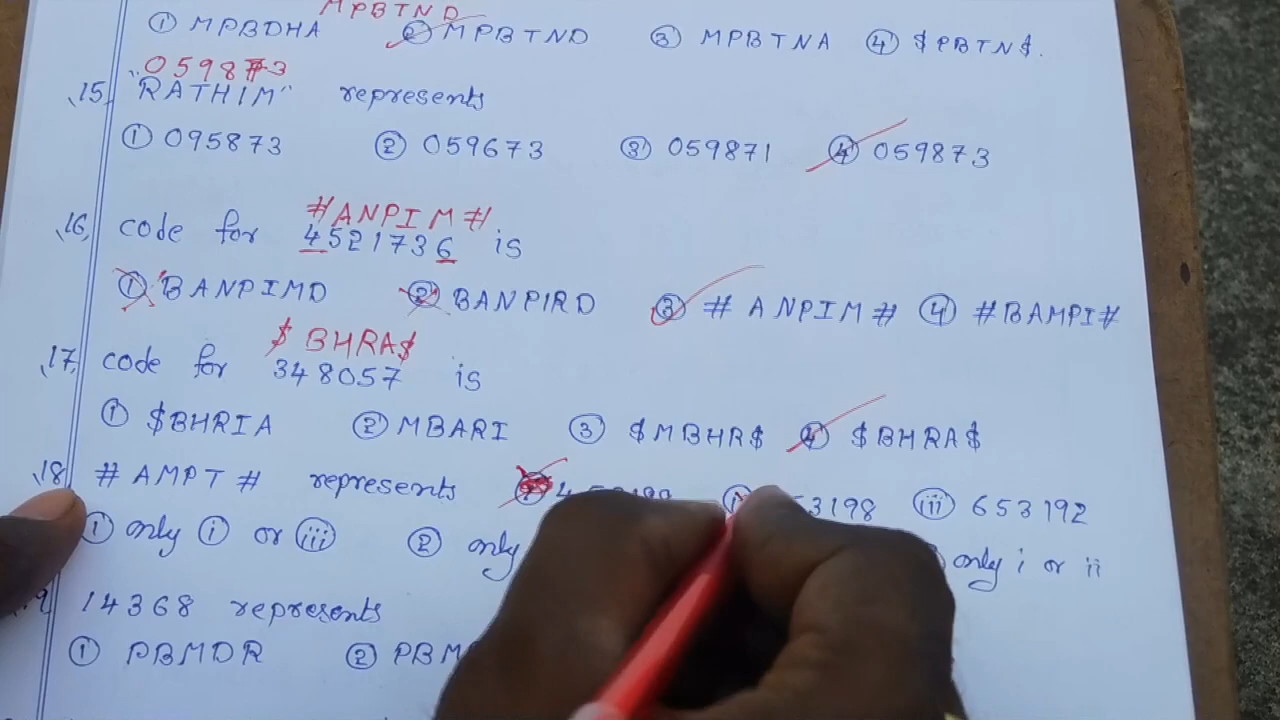 MPBTND
① MPBDHA ② MPBTND ③ MPBTNA ④ $PBTN$.
059873
15, "RATHIM" represents
① 095873 ② 059673 ③ 059871 ④ 059873
#ANPIM#
16, code for 4521736 is
① BANPIMD ② BANPIRD ③ #ANPIM# ④ #BAMPI#
$BHRA$
17, code for 348057 is
① $BHRIA ② MBARI ③ $MBHR$ ④ $BHRA$
18, #AMPT# represents 53198 ⅲ 653192
① only ⓘ or ⅲ ② only only i or ii
14368 represents
① PBMDR ② PBM